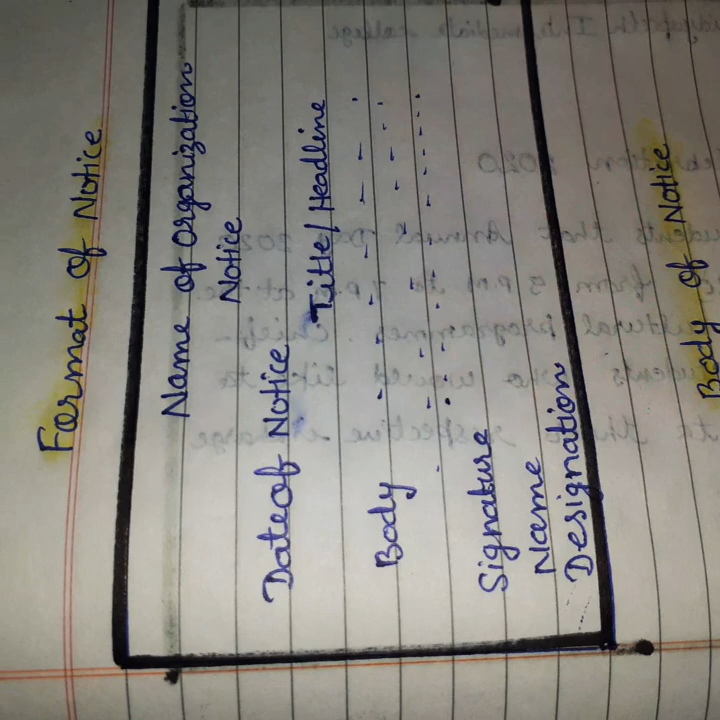 Format of Notice
Name of Organization
Notice
Date of Notice
Title/Headline
Body
Signature
Name
Designation
Body of Notice